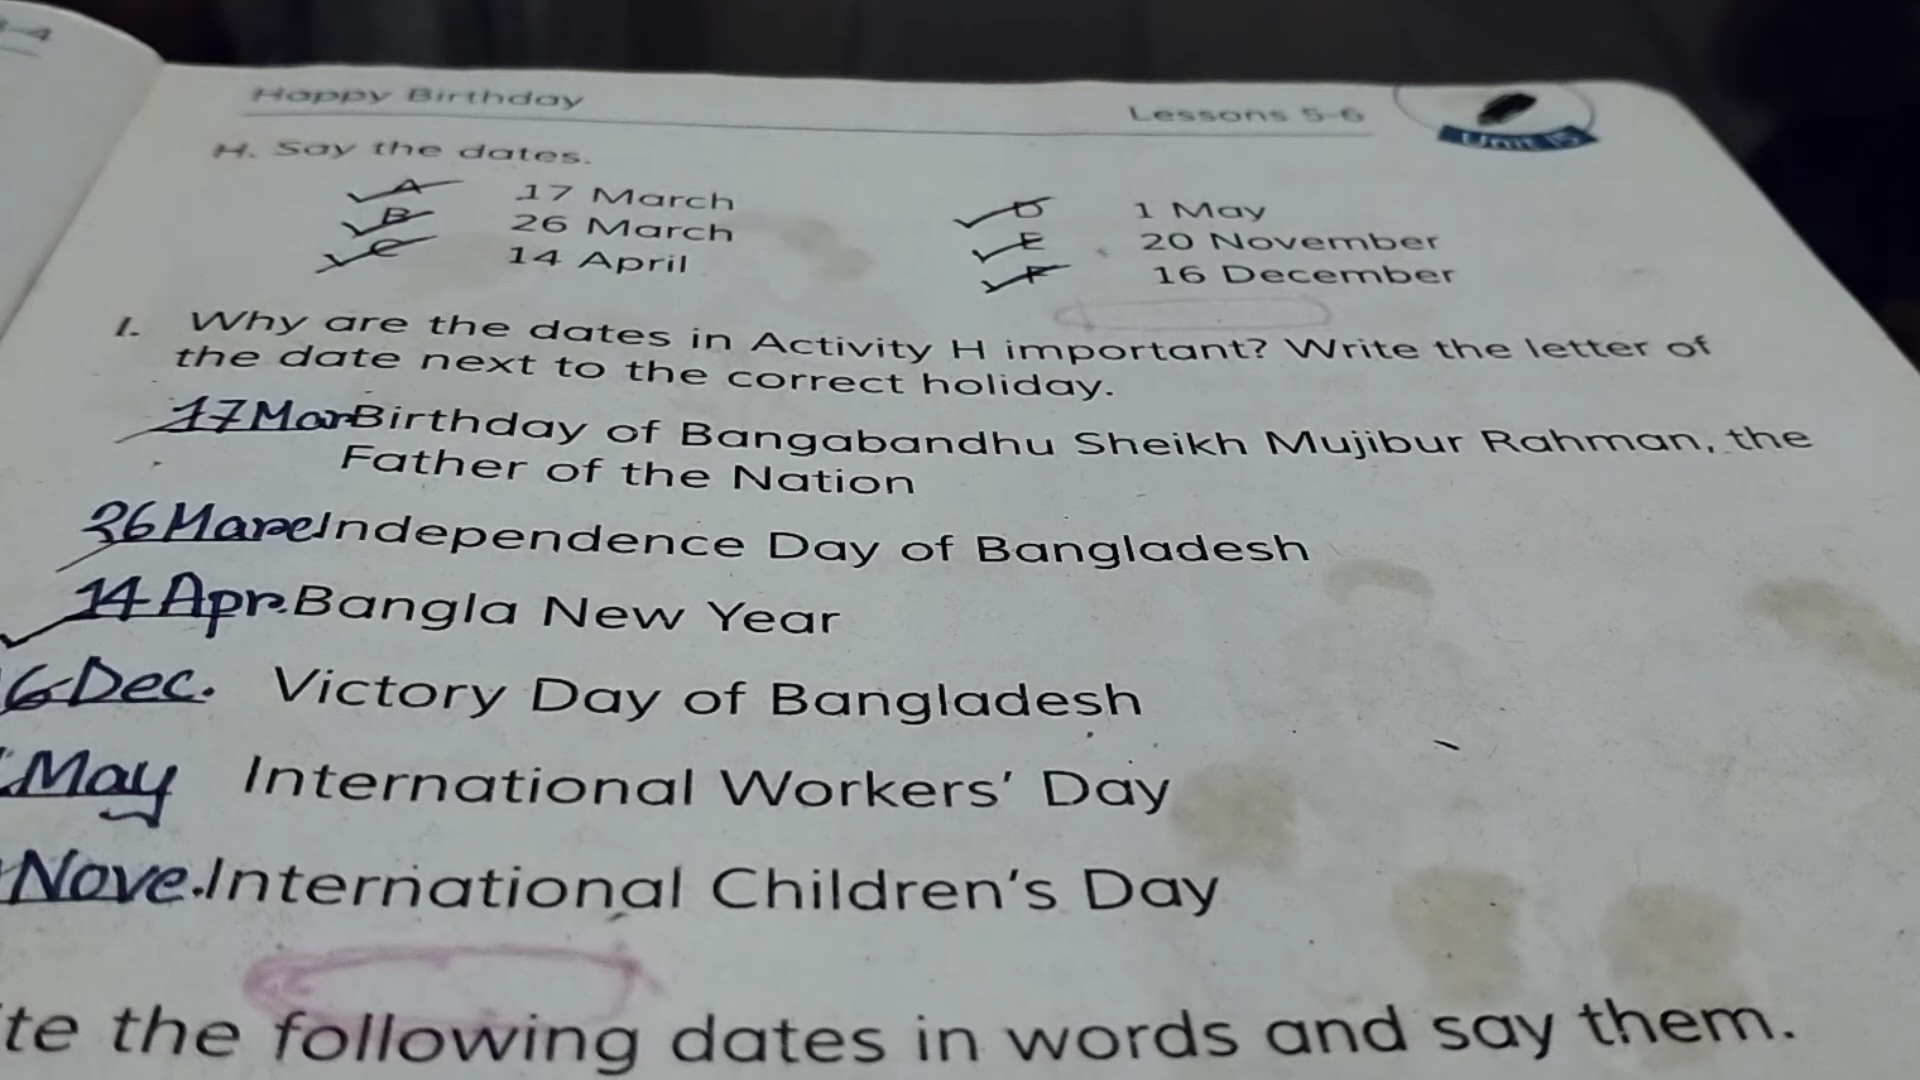 Happy Birthday
Lessons 5-6
Unit 15
H. Say the dates.
A 17 March
B 26 March
C 14 April
D 1 May
E 20 November
F 16 December
I. Why are the dates in Activity H important? Write the letter of
the date next to the correct holiday.
17 Mar Birthday of Bangabandhu Sheikh Mujibur Rahman, the
Father of the Nation
Independence Day of Bangladesh
14 Apr. Bangla New Year
6 Dec. Victory Day of Bangladesh
May International Workers' Day
Nove. International Children's Day
te the following dates in words and say them.